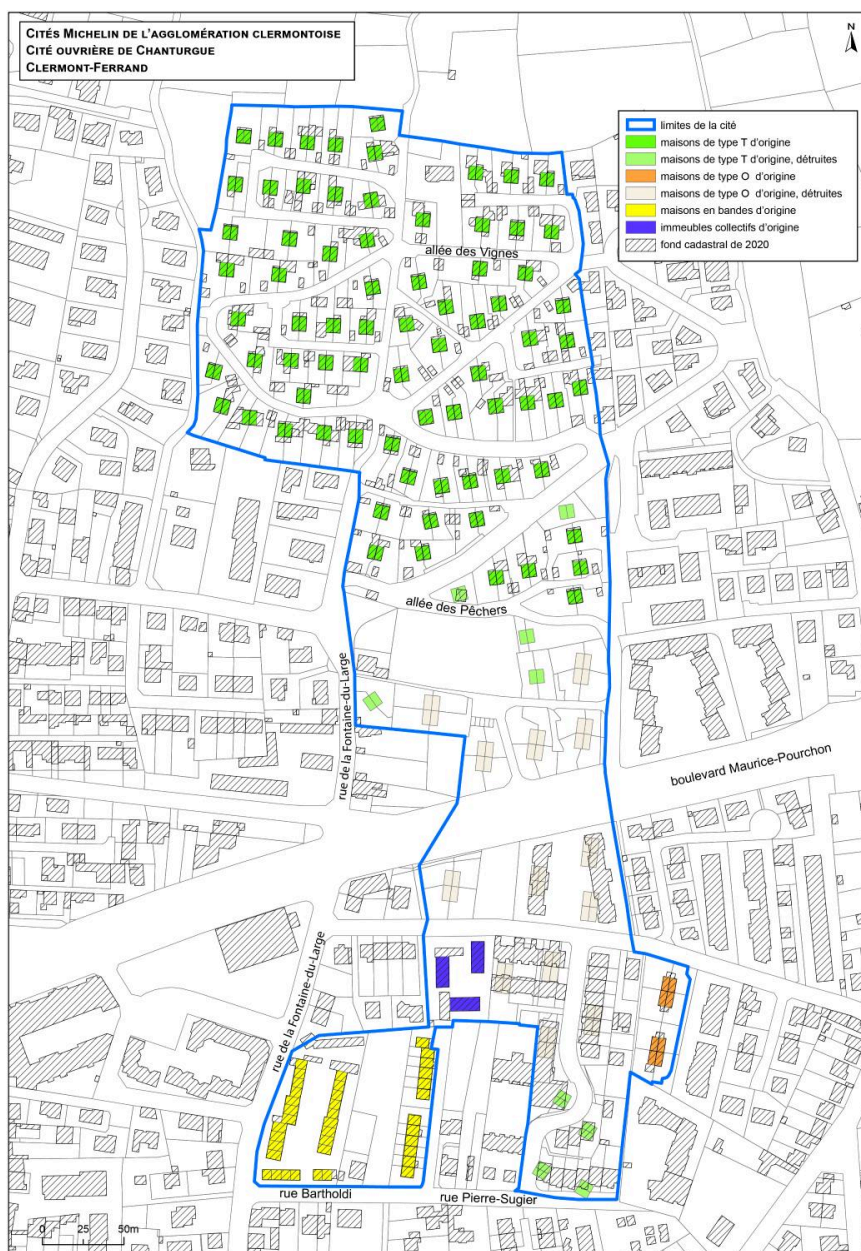 CITÉS MICHELIN DE L'AGGLOMÉRATION CLERMONTOISE
CITÉ OUVRIÈRE DE CHANTURGUE
CLERMONT-FERRAND
N
limites de la cité
maisons de type T d'origine
maisons de type T d'origine, détruites
maisons de type O d'origine
maisons de type O d'origine, détruites
maisons en bandes d'origine
immeubles collectifs d'origine
fond cadastral de 2020
allée des Vignes
allée des Pêchers
rue de la Fontaine-du-Large
boulevard Maurice-Pourchon
rue de la Fontaine-du-Large
rue Bartholdi
rue Pierre-Sugier
0 25 50m